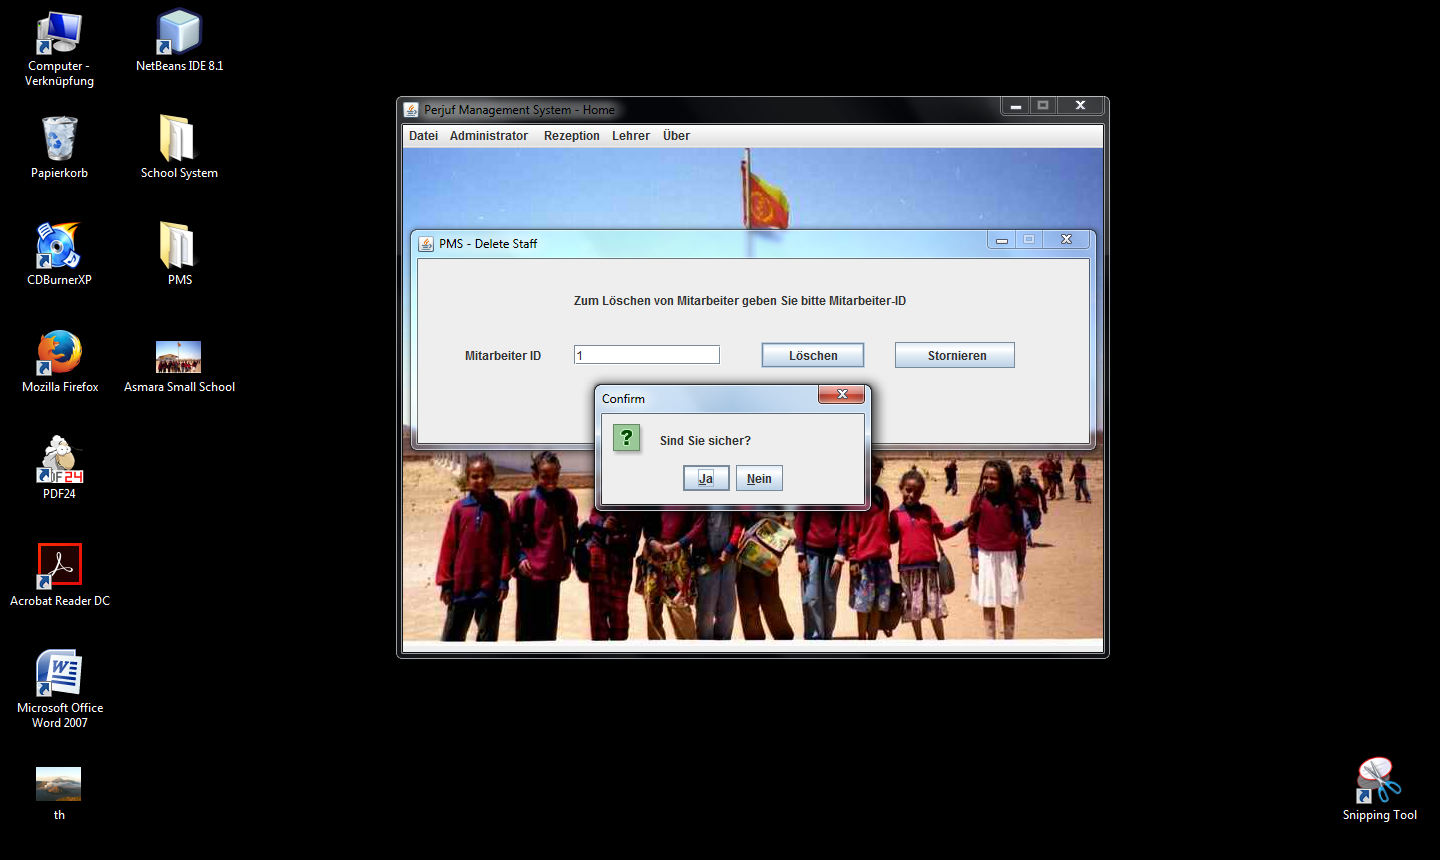 Computer -
Verknüpfung
NetBeans IDE 8.1
Papierkorb
School System
CDBurnerXP
PMS
Mozilla Firefox
Asmara Small School
PDF24
Acrobat Reader DC
Microsoft Office
Word 2007
th
Perjuf Management System - Home
Datei Administrator Rezeption Lehrer Über
PMS - Delete Staff
Zum Löschen von Mitarbeiter geben Sie bitte Mitarbeiter-ID
Mitarbeiter ID 1 Löschen Stornieren
Confirm
? Sind Sie sicher?
Ja Nein
Snipping Tool